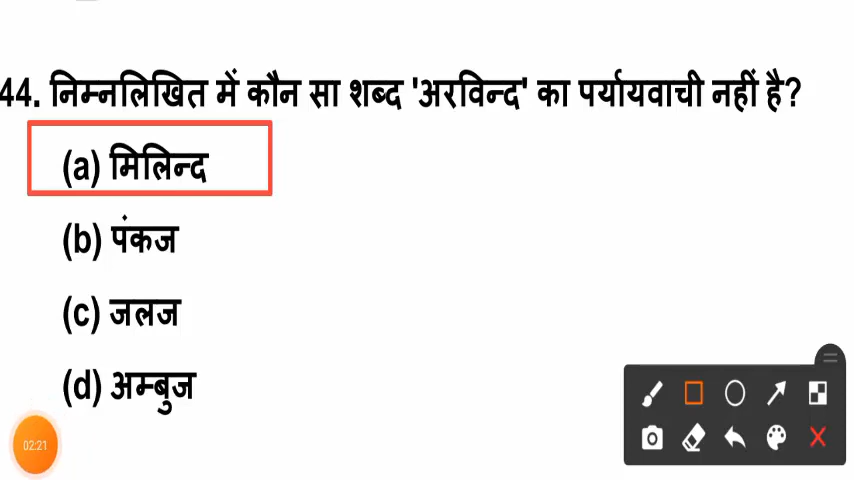 44. निम्नलिखित में कौन सा शब्द 'अरविन्द' का पर्यायवाची नहीं है?
(a) मिलिन्द
(b) पंकज
(c) जलज
(d) अम्बुज
02:21